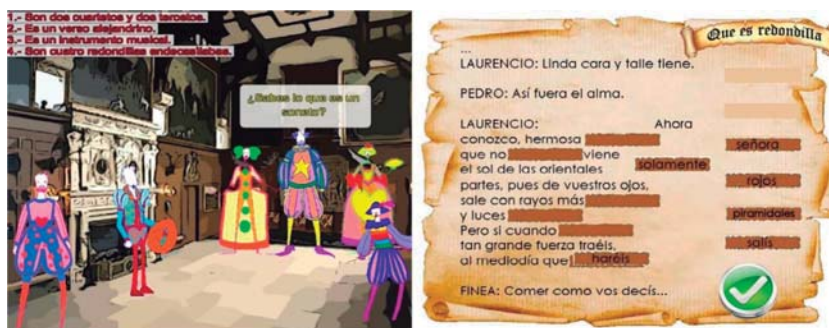 1.- Son dos cuartetos y dos tercetos.
2.- Es un verso alejandrino.
3.- Es un instrumento musical.
4.- Son cuatro redondillas endecasílabas.
¿Sabes lo que es un
soneto?
Que es redondilla
...
LAURENCIO: Linda cara y talle tiene.
PEDRO: Así fuera el alma.
LAURENCIO: Ahora
conozco, hermosa
que no viene
solamente
el sol de las orientales
partes, pues de vuestros ojos,
sale con rayos más
y luces
Pero si cuando
tan grande fuerza traéis,
al mediodía que haréis
FINEA: Comer como vos decís...
señora
rojos
piramidales
salís